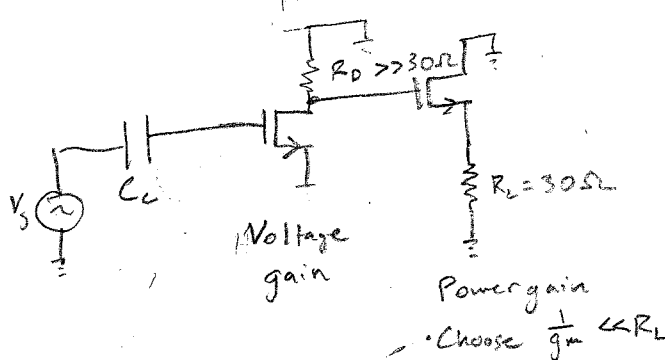 R_D >> 30Ω
C_c
R_L = 30Ω
V_s
Voltage
gain
Power gain
• Choose 1/g_m << R_L